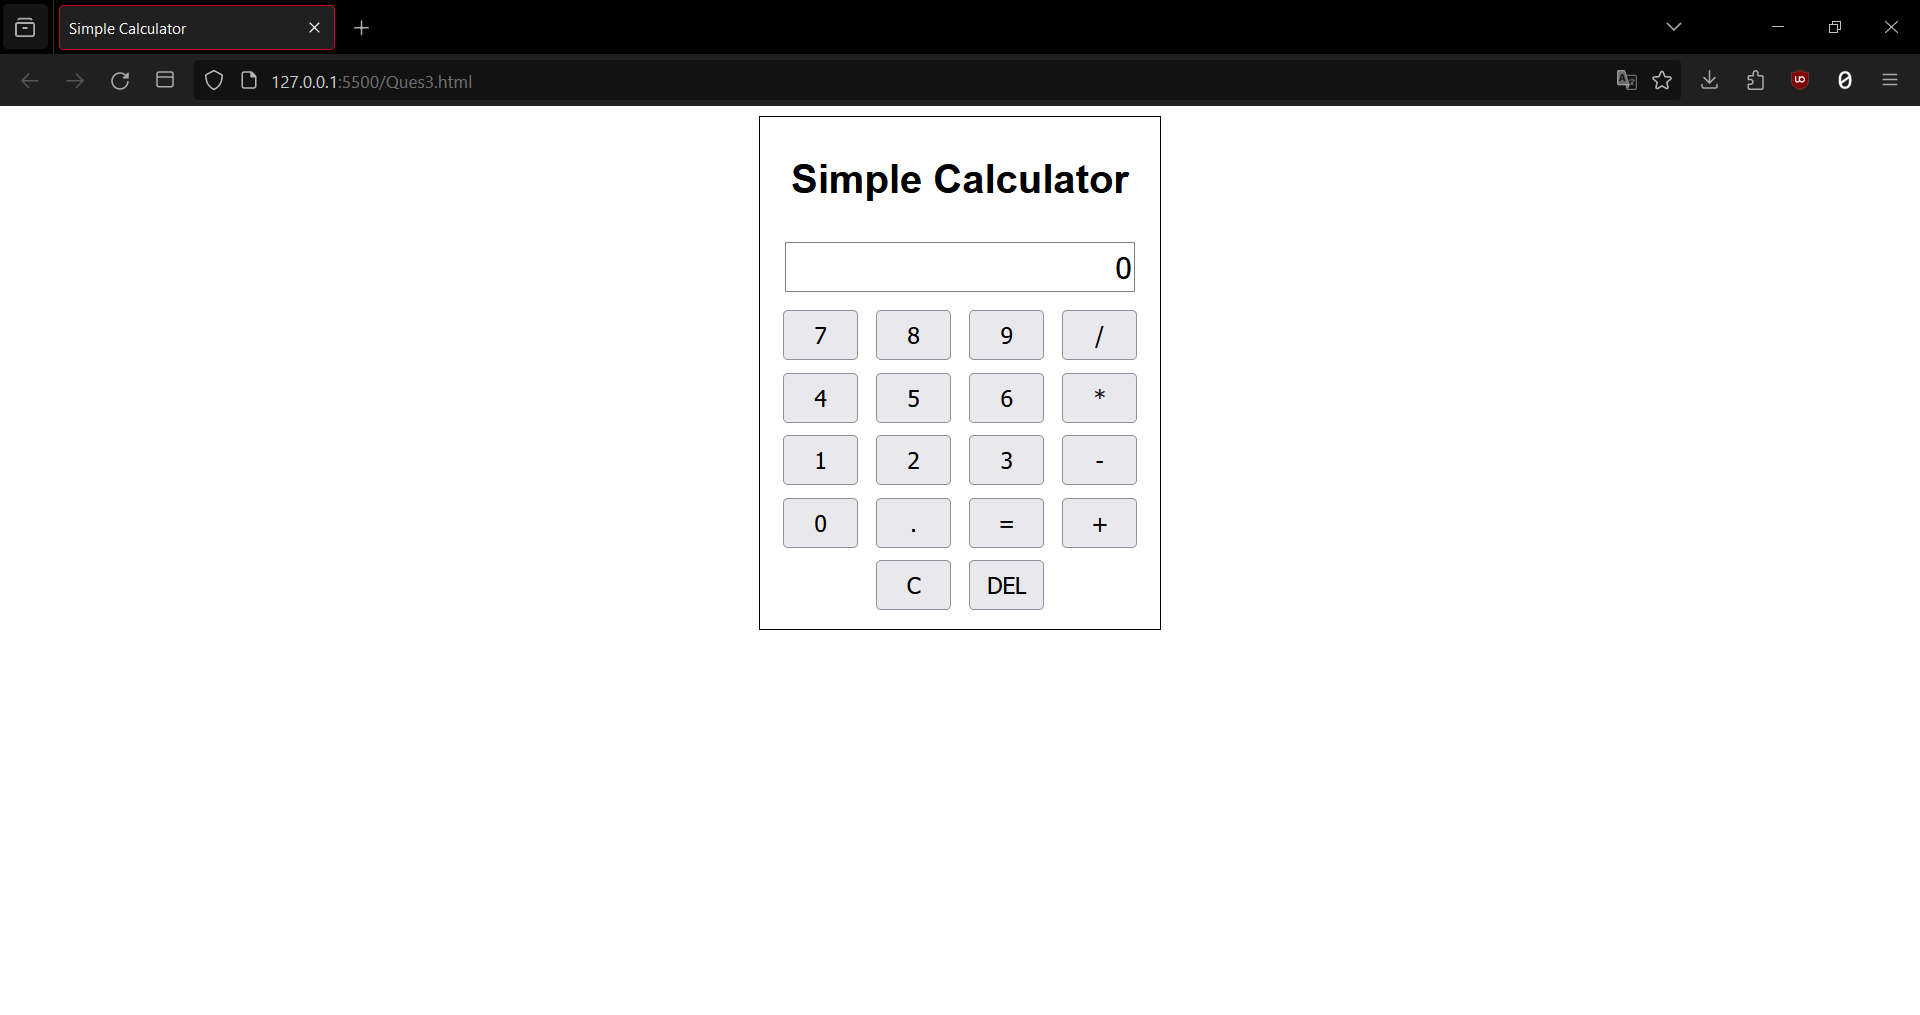 Simple Calculator
127.0.0.1:5500/Ques3.html
Simple Calculator
0
7 8 9 /
4 5 6 *
1 2 3 -
0 . = +
C DEL